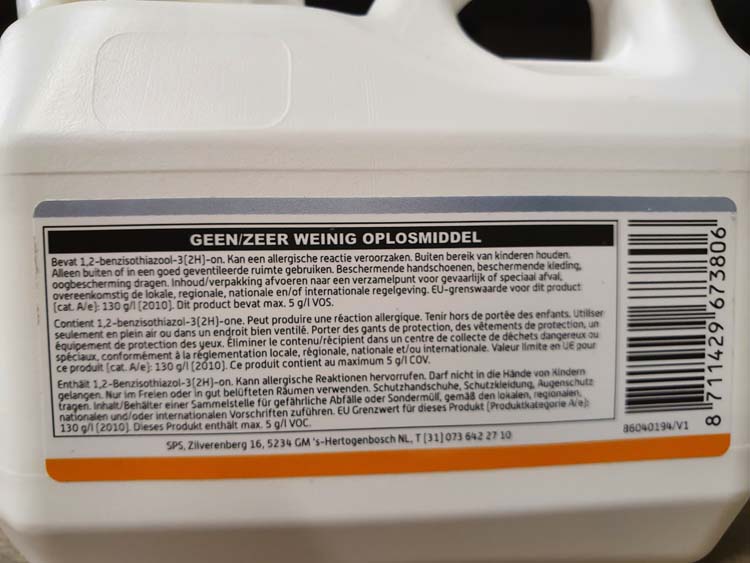 GEEN/ZEER WEINIG OPLOSMIDDEL
Bevat 1,2-benzisothiazool-3(2H)-on. Kan een allergische reactie veroorzaken. Buiten bereik van kinderen houden.
Alleen buiten of in een goed geventileerde ruimte gebruiken. Beschermende handschoenen, beschermende kleding,
oogbescherming dragen. Inhoud/verpakking afvoeren naar een verzamelpunt voor gevaarlijk of speciaal afval,
overeenkomstig de lokale, regionale, nationale en/of internationale regelgeving. EU-grenswaarde voor dit product
(cat. A/e): 130 g/l (2010). Dit product bevat max. 5 g/l VOS.
Contient 1,2-benzisothiazol-3(2H)-one. Peut produire une réaction allergique. Tenir hors de portée des enfants. Utiliser
seulement en plein air ou dans un endroit bien ventilé. Porter des gants de protection, des vêtements de protection, un
équipement de protection des yeux. Éliminer le contenu/récipient dans un centre de collecte de déchets dangereux ou
spéciaux, conformément à la réglementation locale, régionale, nationale et/ou internationale. Valeur limite en UE pour
ce produit (cat. A/e): 130 g/l (2010). Ce produit contient au maximum 5 g/l COV.
Enthält 1,2-Benzisothiazol-3(2H)-on. Kann allergische Reaktionen hervorrufen. Darf nicht in die Hände von Kindern
gelangen. Nur im Freien oder in gut belüfteten Räumen verwenden. Schutzhandschuhe, Schutzkleidung, Augenschutz
tragen. Inhalt/Behälter einer Sammelstelle für gefährliche Abfälle oder Sondermüll, gemäß den lokalen, regionalen,
nationalen und/oder internationalen Vorschriften zuführen. EU Grenzwert für dieses Produkt (Produktkategorie A/e):
130 g/l (2010). Dieses Produkt enthält max. 5 g/l VOC.
SPS, Zilverenberg 16, 5234 GM 's-Hertogenbosch NL, T (31) 073 642 27 10
86040194/V1
8 711429 673806